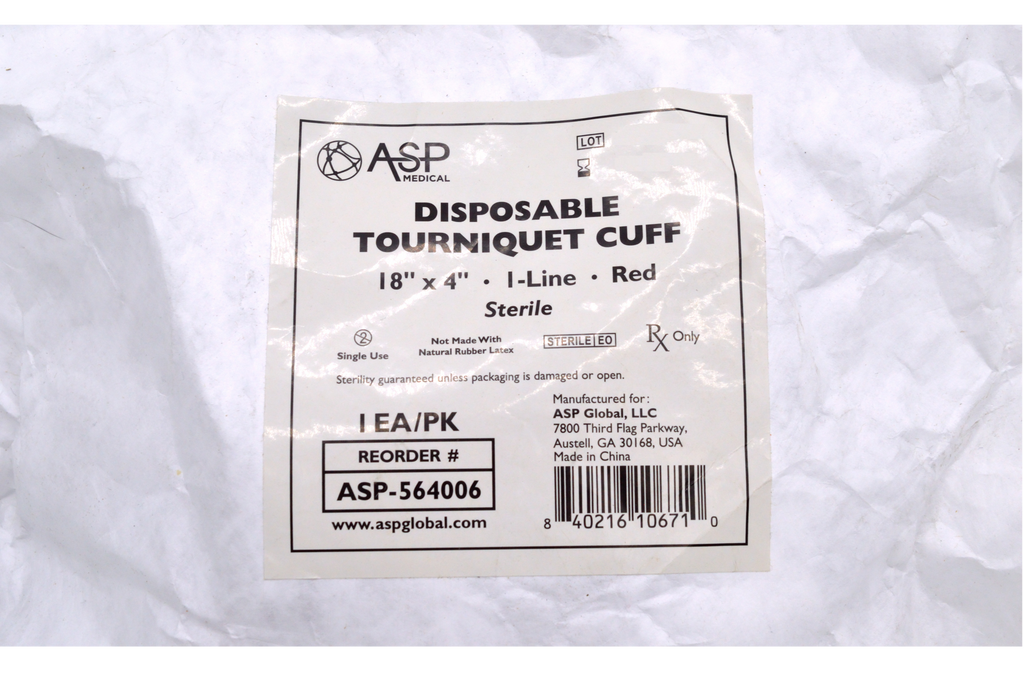 ASP
MEDICAL
LOT
DISPOSABLE
TOURNIQUET CUFF
18" x 4" • 1-Line • Red
Sterile
2
Single Use
Not Made With
Natural Rubber Latex
STERILE EO
Rx Only
Sterility guaranteed unless packaging is damaged or open.
1 EA/PK
REORDER #
ASP-564006
www.aspglobal.com
Manufactured for:
ASP Global, LLC
7800 Third Flag Parkway,
Austell, GA 30168, USA
Made in China
8 40216 10671 0